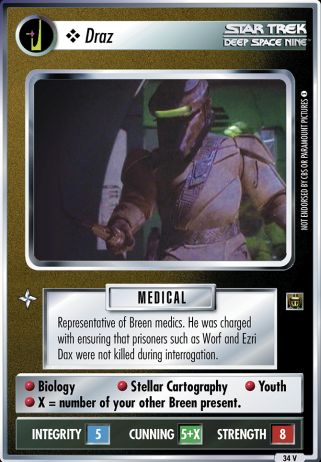 ❖ Draz
STAR TREK
DEEP SPACE NINE™
NOT ENDORSED BY CBS OR PARAMOUNT PICTURES
MEDICAL
Representative of Breen medics. He was charged
with ensuring that prisoners such as Worf and Ezri
Dax were not killed during interrogation.
Biology Stellar Cartography Youth
X = number of your other Breen present.
INTEGRITY 5 CUNNING 5+X STRENGTH 8
34 V